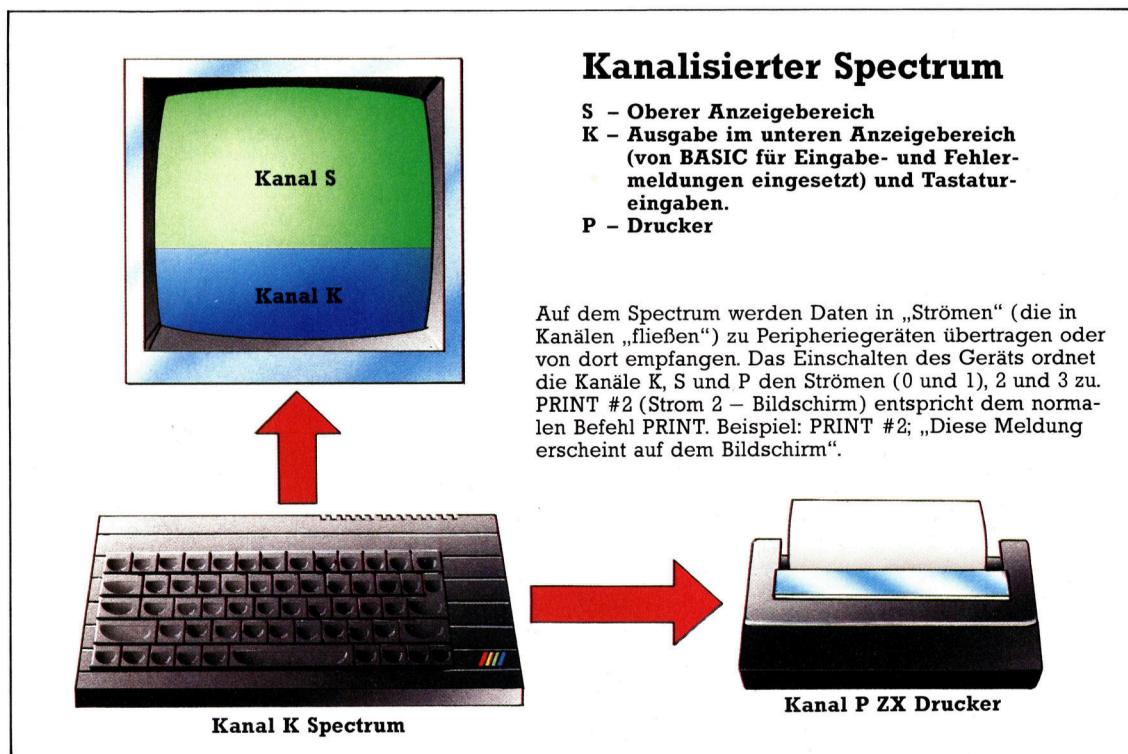 Kanalisierter Spectrum
S – Oberer Anzeigebereich
K – Ausgabe im unteren Anzeigebereich
(von BASIC für Eingabe- und Fehler-
meldungen eingesetzt) und Tastatur-
eingaben.
P – Drucker
Kanal S
Kanal K
Auf dem Spectrum werden Daten in „Strömen“ (die in
Kanälen „fließen“) zu Peripheriegeräten übertragen oder
von dort empfangen. Das Einschalten des Geräts ordnet
die Kanäle K, S und P den Strömen (0 und 1), 2 und 3 zu.
PRINT #2 (Strom 2 – Bildschirm) entspricht dem norma-
len Befehl PRINT. Beispiel: PRINT #2; „Diese Meldung
erscheint auf dem Bildschirm“.
Kanal K Spectrum
Kanal P ZX Drucker